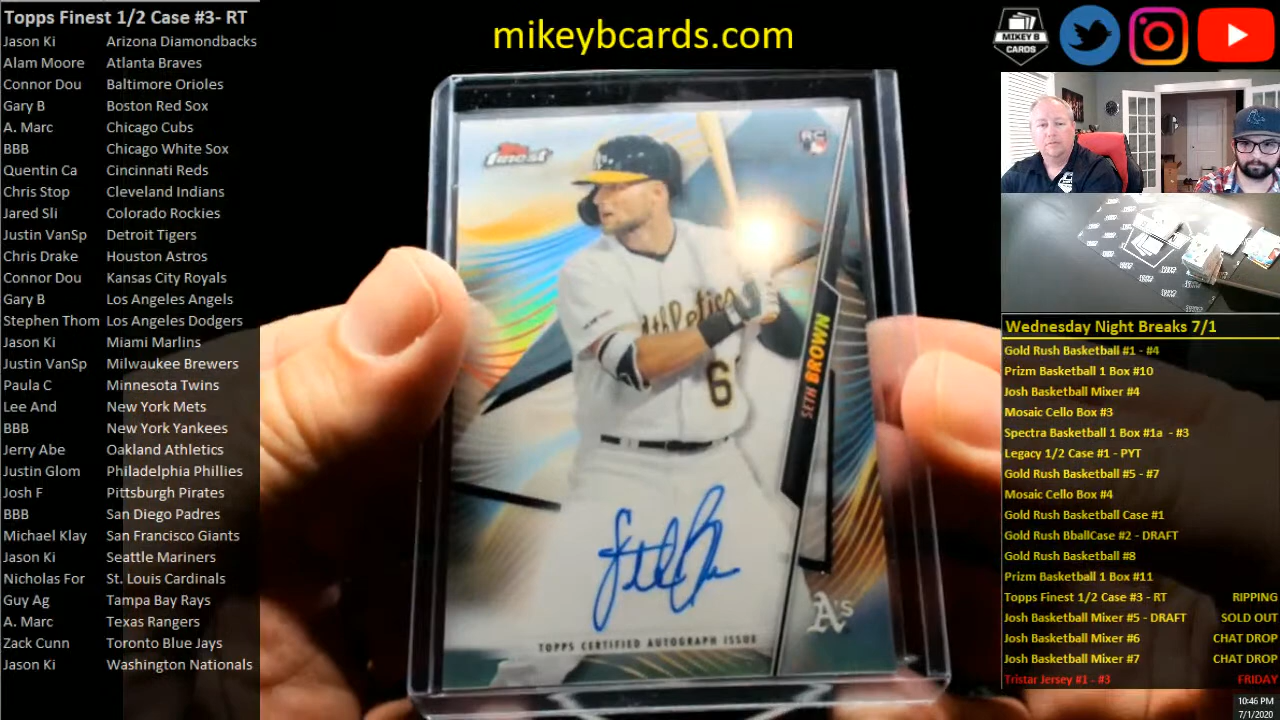 Topps Finest 1/2 Case #3- RT
Jason Ki Arizona Diamondbacks
Alam Moore Atlanta Braves
Connor Dou Baltimore Orioles
Gary B Boston Red Sox
A. Marc Chicago Cubs
BBB Chicago White Sox
Quentin Ca Cincinnati Reds
Chris Stop Cleveland Indians
Jared Sli Colorado Rockies
Justin VanSp Detroit Tigers
Chris Drake Houston Astros
Connor Dou Kansas City Royals
Gary B Los Angeles Angels
Stephen Thom Los Angeles Dodgers
Jason Ki Miami Marlins
Justin VanSp Milwaukee Brewers
Paula C Minnesota Twins
Lee And New York Mets
BBB New York Yankees
Jerry Abe Oakland Athletics
Justin Glom Philadelphia Phillies
Josh F Pittsburgh Pirates
BBB San Diego Padres
Michael Klay San Francisco Giants
Jason Ki Seattle Mariners
Nicholas For St. Louis Cardinals
Guy Ag Tampa Bay Rays
A. Marc Texas Rangers
Zack Cunn Toronto Blue Jays
Jason Ki Washington Nationals
mikeybcards.com
Topps
finest
RC
Athletics
6
SETH BROWN
A's
TOPPS CERTIFIED AUTOGRAPH ISSUE
MIKEY B
CARDS
Wednesday Night Breaks 7/1
Gold Rush Basketball #1 - #4
Prizm Basketball 1 Box #10
Josh Basketball Mixer #4
Mosaic Cello Box #3
Spectra Basketball 1 Box #1a - #3
Legacy 1/2 Case #1 - PYT
Gold Rush Basketball #5 - #7
Mosaic Cello Box #4
Gold Rush Basketball Case #1
Gold Rush BballCase #2 - DRAFT
Gold Rush Basketball #8
Prizm Basketball 1 Box #11
Topps Finest 1/2 Case #3 - RT RIPPING
Josh Basketball Mixer #5 - DRAFT SOLD OUT
Josh Basketball Mixer #6 CHAT DROP
Josh Basketball Mixer #7 CHAT DROP
Tristar Jersey #1 - #3 FRIDAY
10:46 PM
7/1/2020